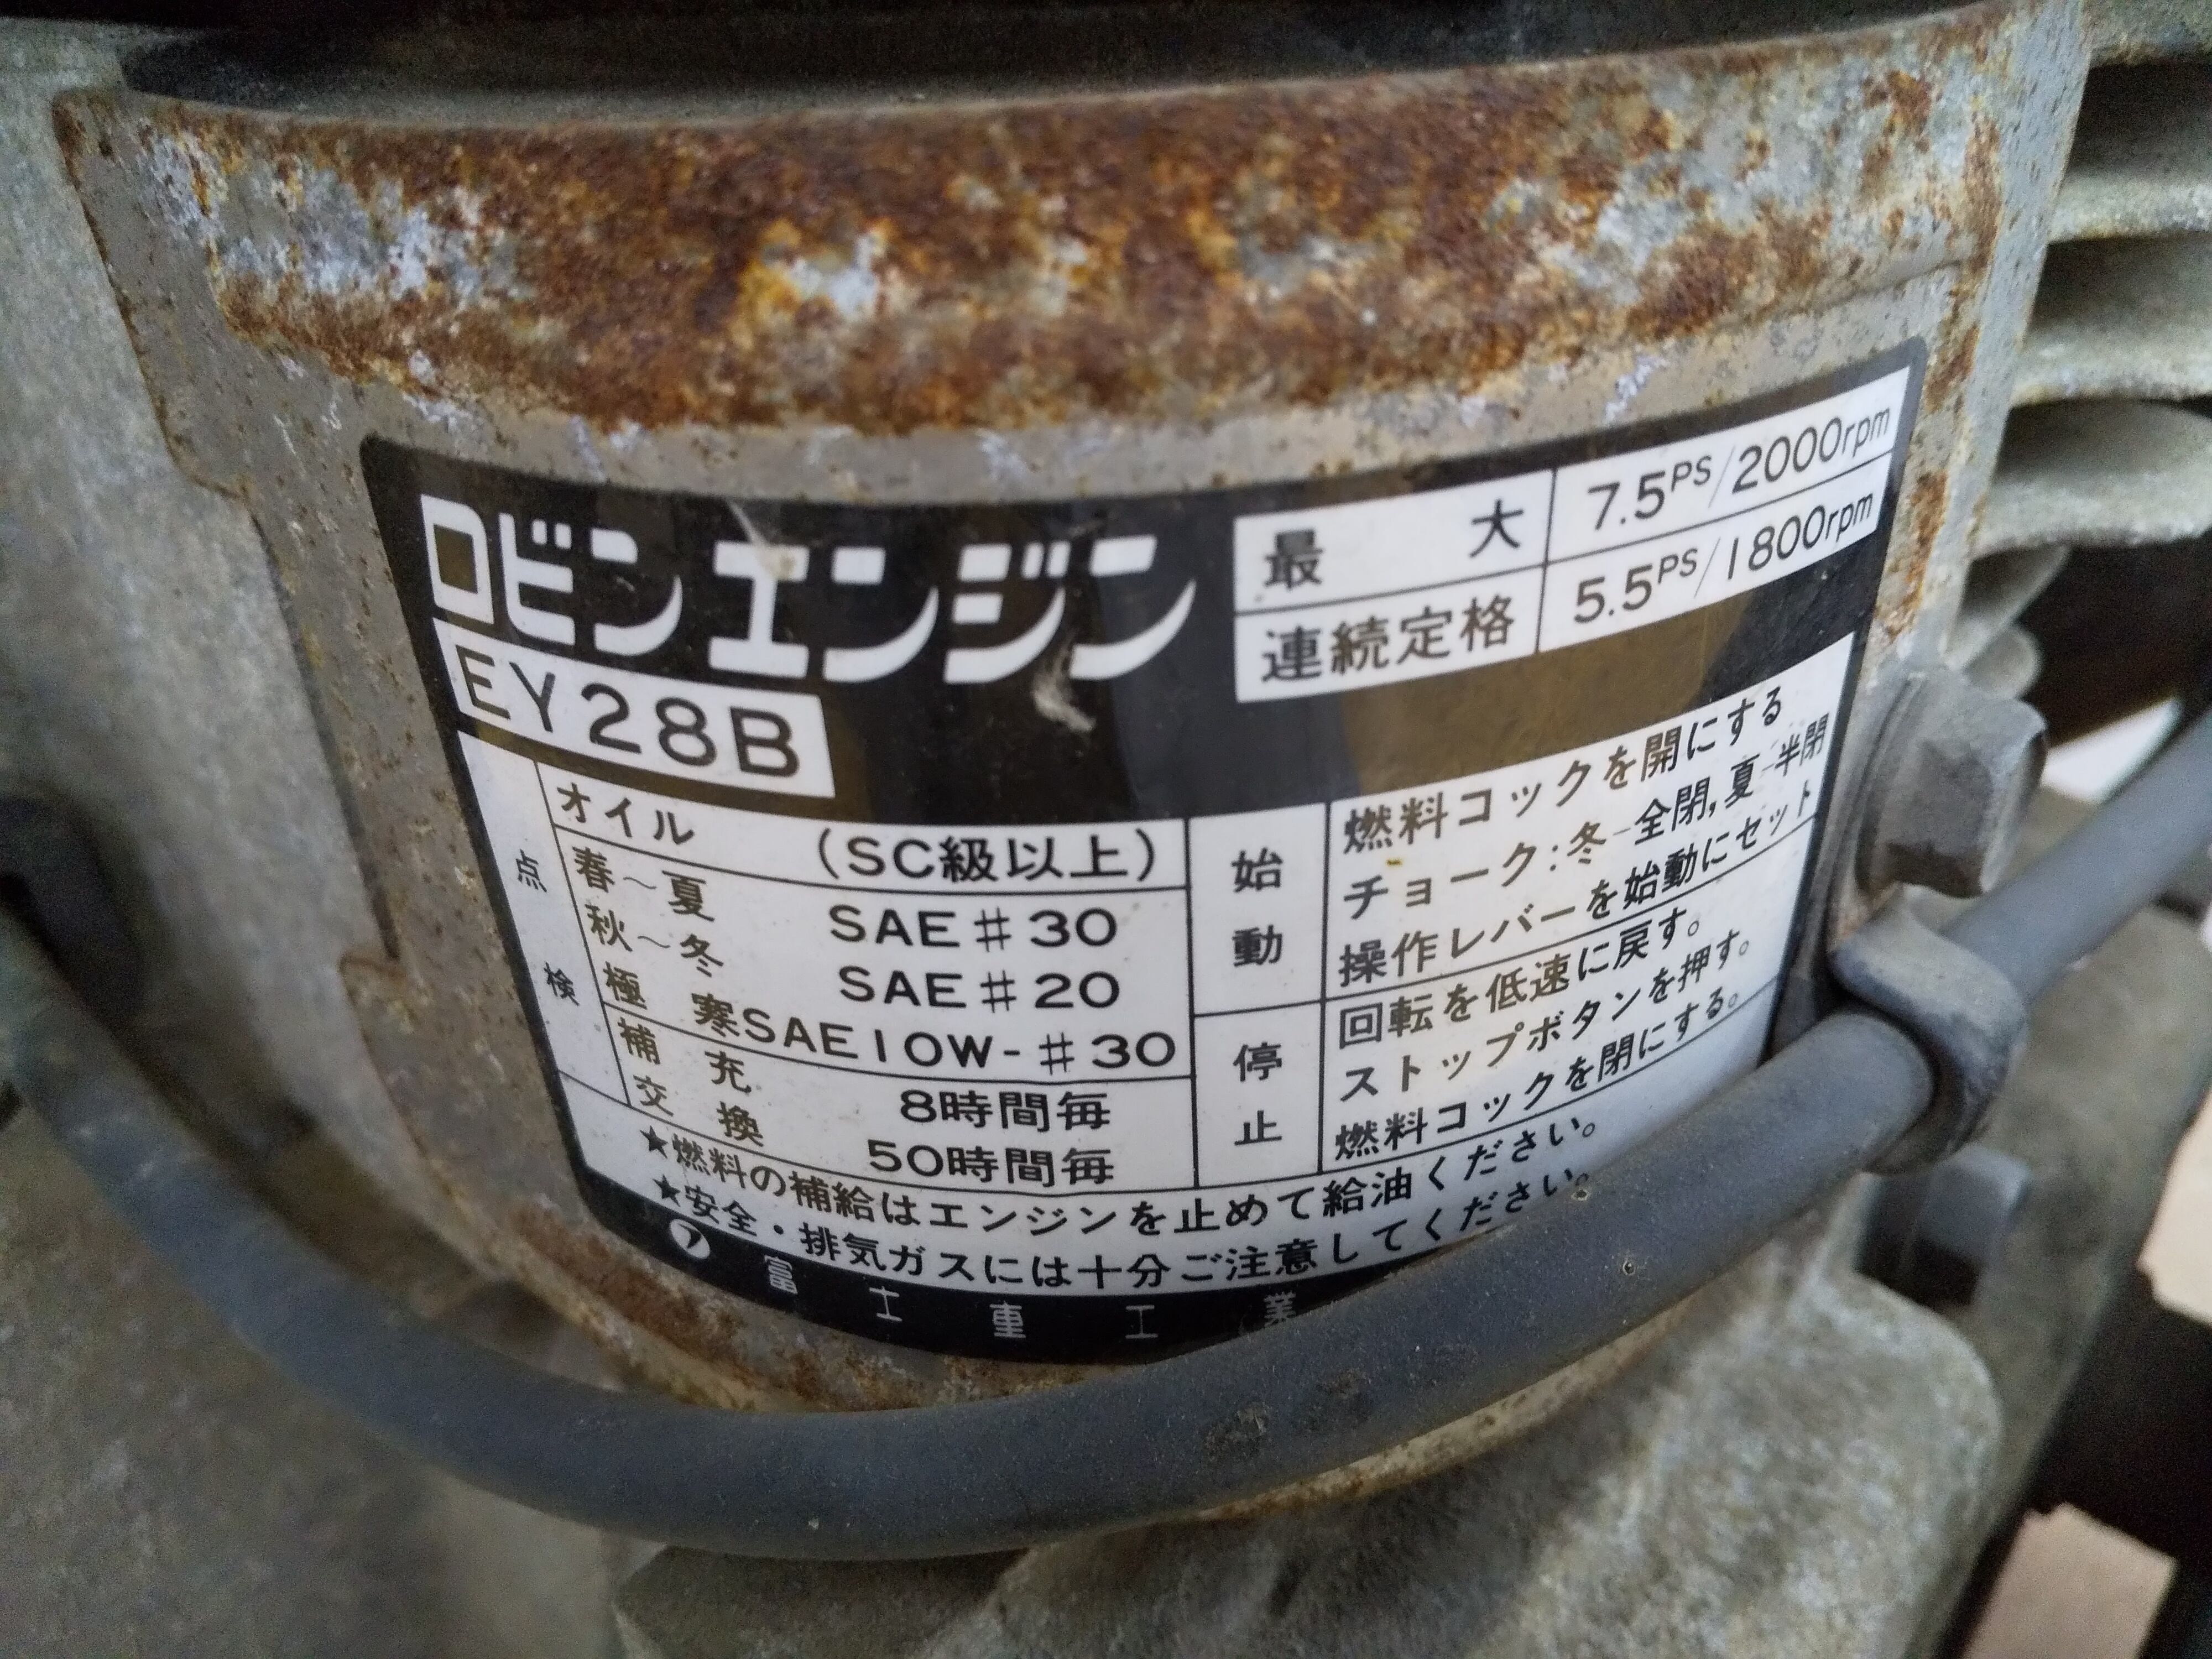 ロビンエンジン
EY28B
最大 7.5PS/2000rpm
連続定格 5.5PS/1800rpm
点検
オイル (SC級以上)
春〜夏 SAE#30
秋〜冬 SAE#20
極寒 SAE10W-#30
補充 8時間毎
交換 50時間毎
始動
燃料コックを開にする
チョーク:冬-全閉,夏-半閉
操作レバーを始動にセット
停止
回転を低速に戻す。
ストップボタンを押す。
燃料コックを閉にする。
★燃料の補給はエンジンを止めて給油ください。
★安全・排気ガスには十分ご注意してください。
富士重工業